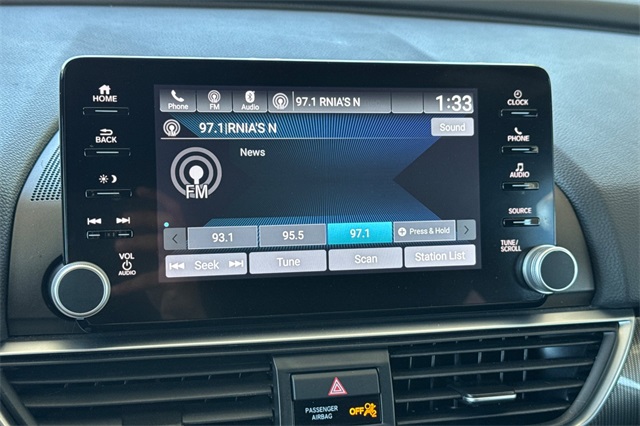 HOME
BACK
VOL
AUDIO
Phone FM Audio 97.1 RNIA'S N 1:33
97.1|RNIA'S N Sound
News
FM
93.1 95.5 97.1 Press & Hold
Seek Tune Scan Station List
CLOCK
PHONE
AUDIO
SOURCE
TUNE/
SCROLL
PASSENGER
AIRBAG
OFF